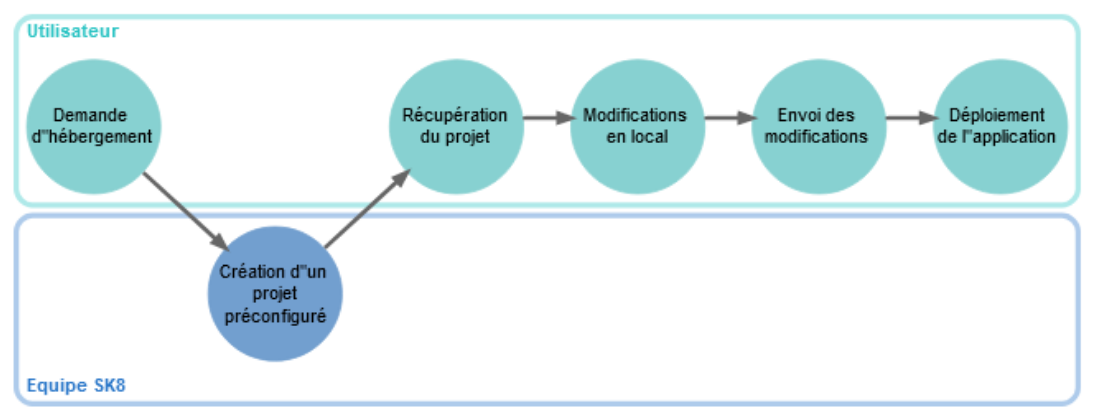 Utilisateur
Demande
d"hébergement
Récupération
du projet
Modifications
en local
Envoi des
modifications
Déploiement
de l"application
Création d"un
projet
préconfiguré
Equipe SK8